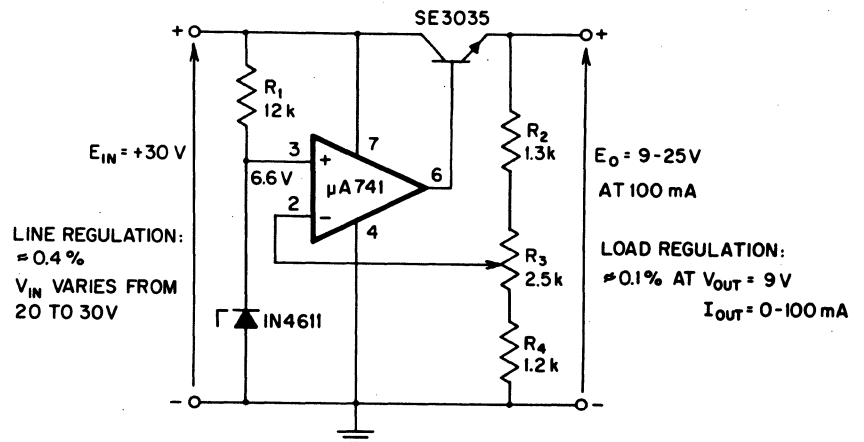 SE3035
+
+
R₁
12k
7
R₂
1.3k
E_IN = +30 V
3
+
6
6.6 V
μA741
E_O = 9-25V
AT 100 mA
2
−
4
LINE REGULATION:
≈0.4%
V_IN VARIES FROM
20 TO 30V
R₃
2.5k
LOAD REGULATION:
≈0.1% AT V_OUT = 9V
I_OUT = 0-100 mA
IN4611
R₄
1.2k
−
−